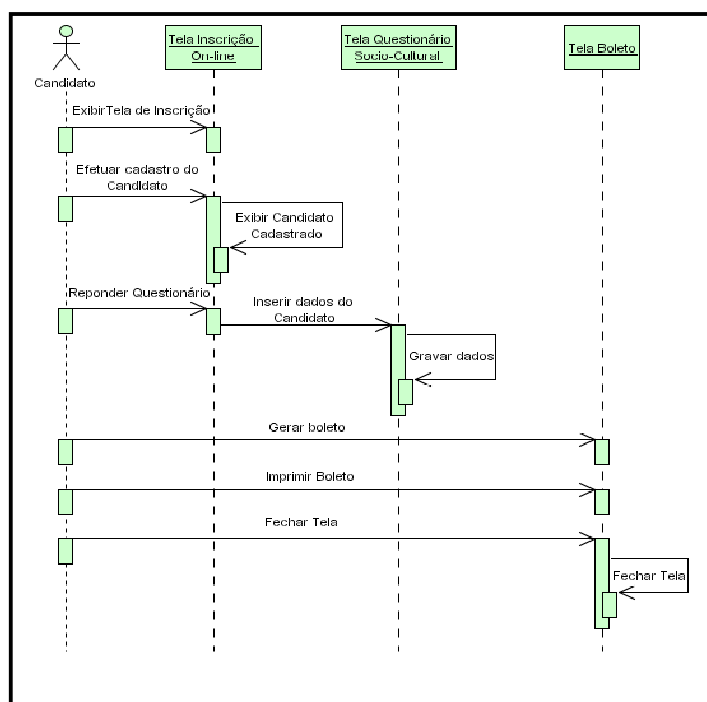 Tela Inscrição
On-line
Tela Questionário
Socio-Cultural
Tela Boleto
Candidato
ExibirTela de Inscrição
Efetuar cadastro do
Candidato
Exibir Candidato
Cadastrado
Reponder Questionário
Inserir dados do
Candidato
Gravar dados
Gerar boleto
Imprimir Boleto
Fechar Tela
Fechar Tela